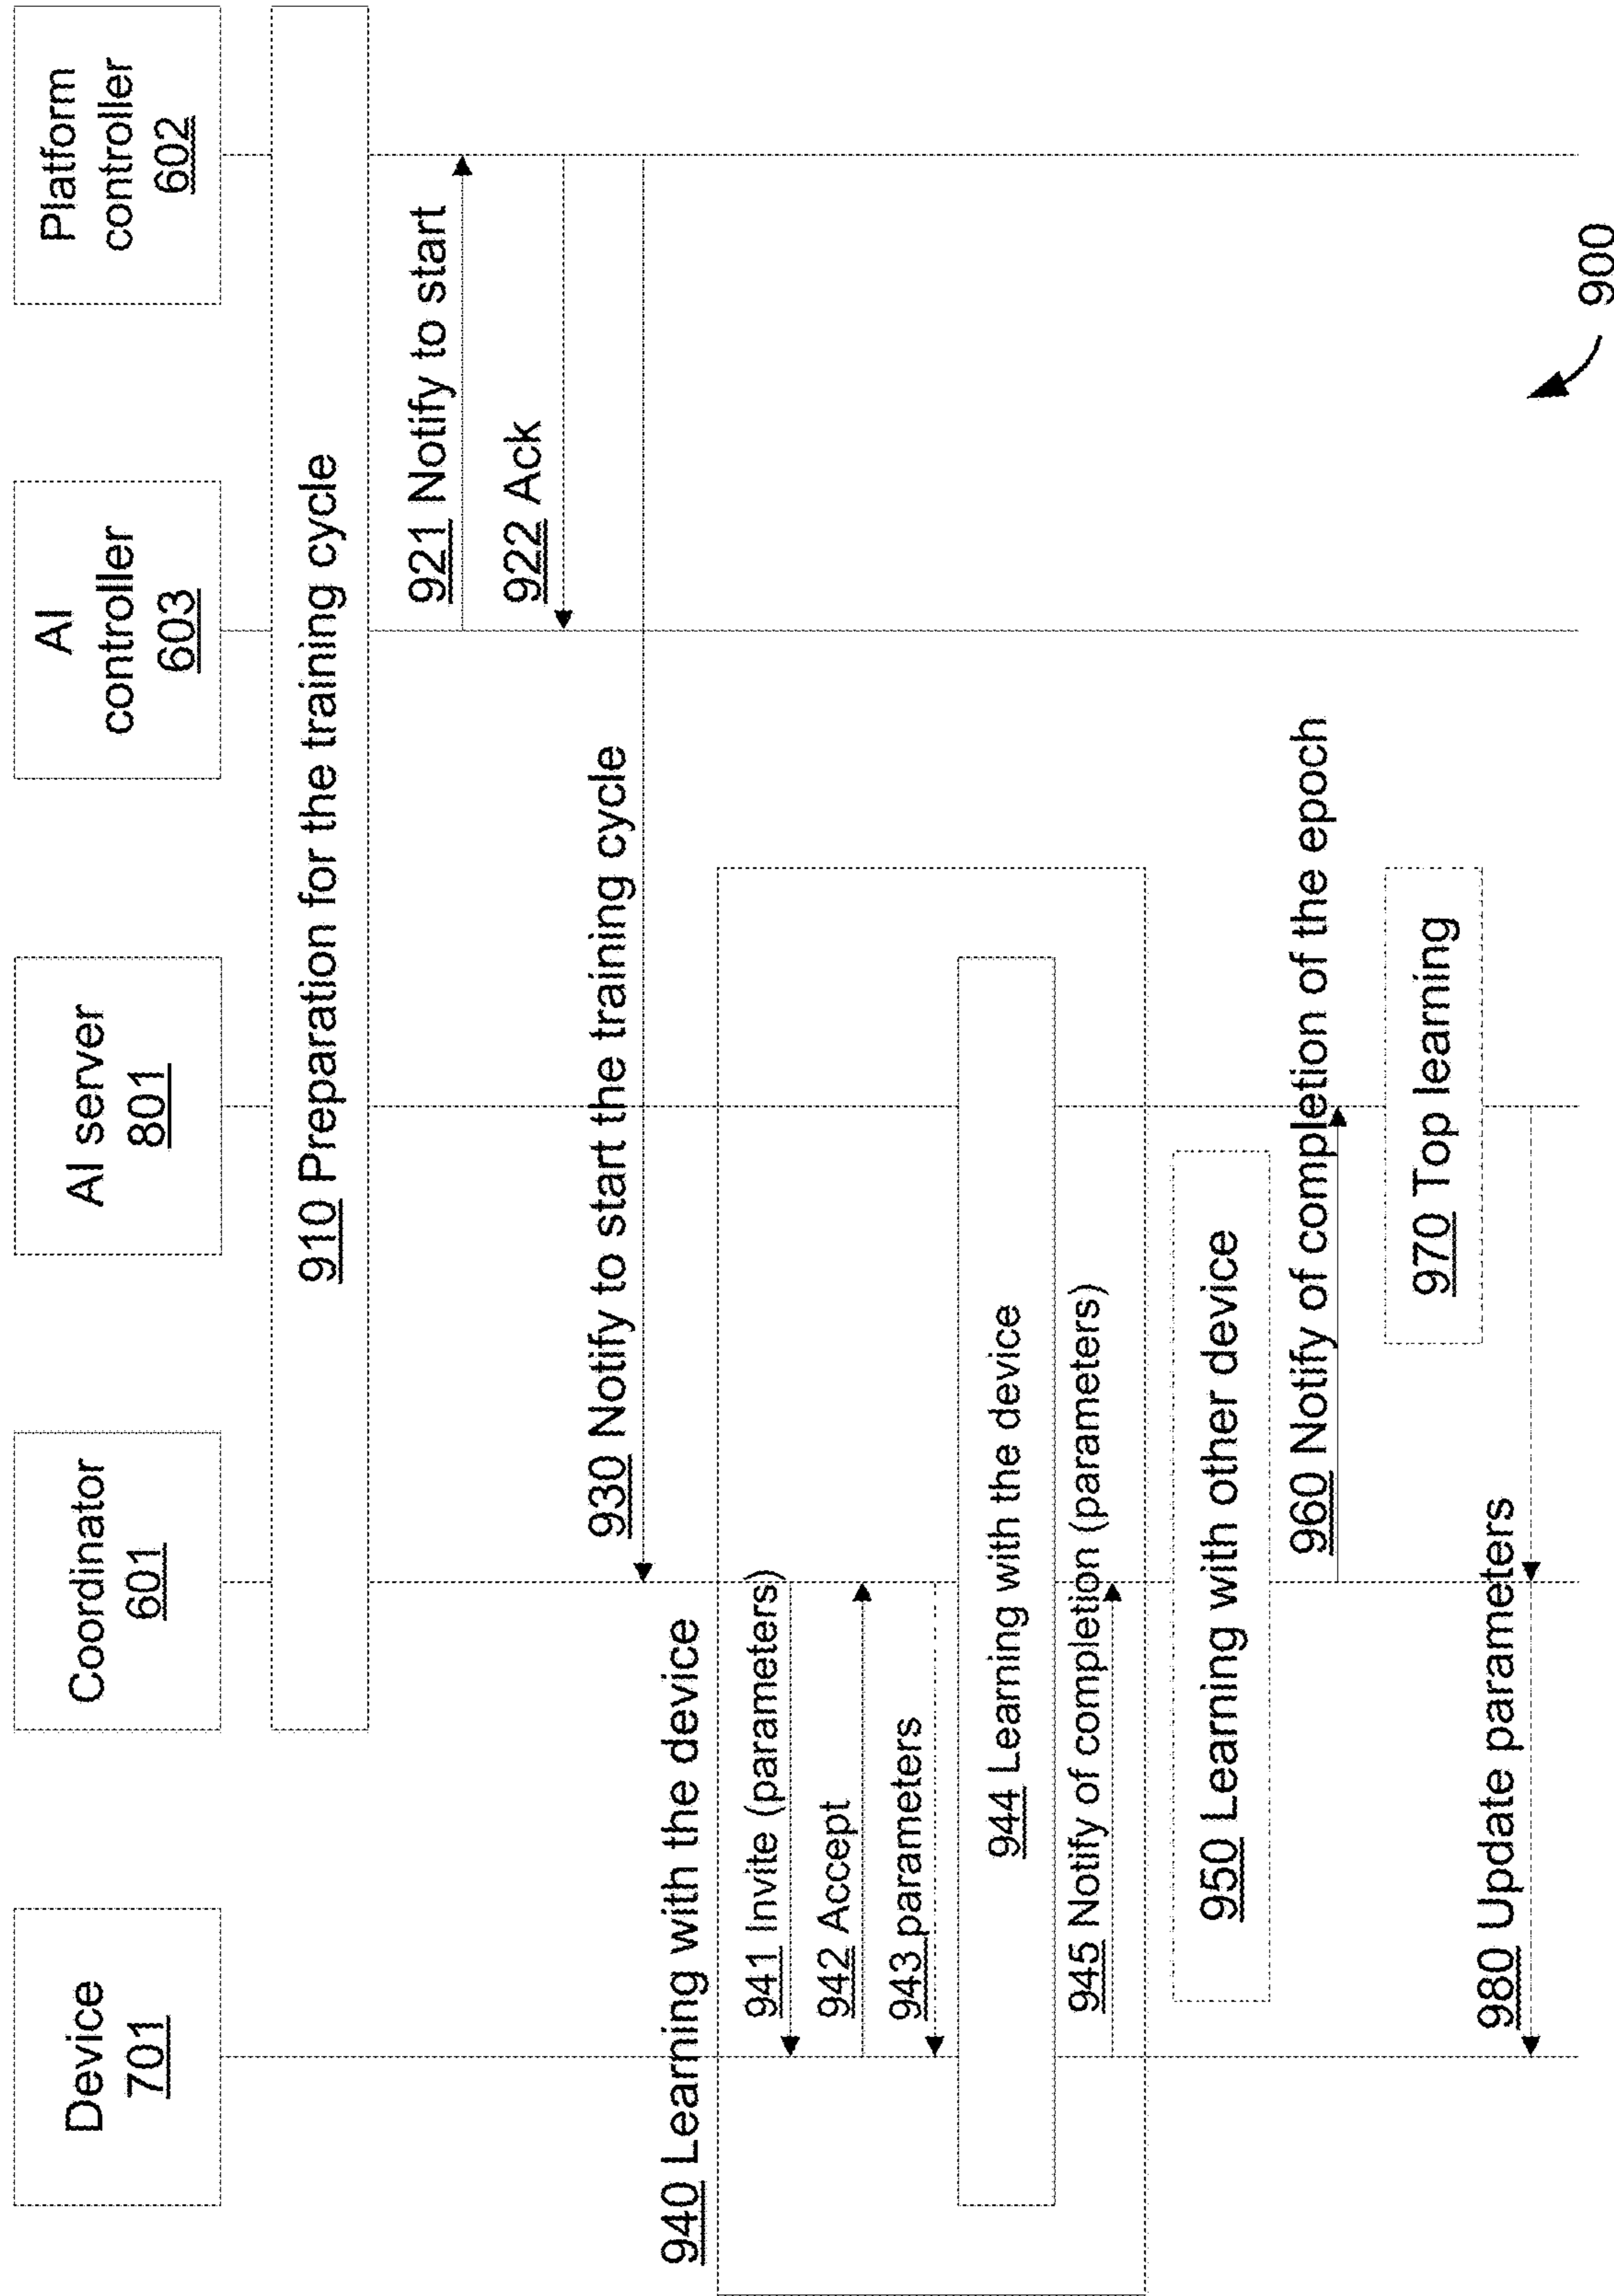 Device
701
Coordinator
601
AI server
801
AI
controller
603
Platform
controller
602
910 Preparation for the training cycle
921 Notify to start
922 Ack
930 Notify to start the training cycle
940 Learning with the device
941 Invite (parameters)
942 Accept
943 parameters
944 Learning with the device
945 Notify of completion (parameters)
950 Learning with other device
960 Notify of completion of the epoch
970 Top learning
980 Update parameters
900